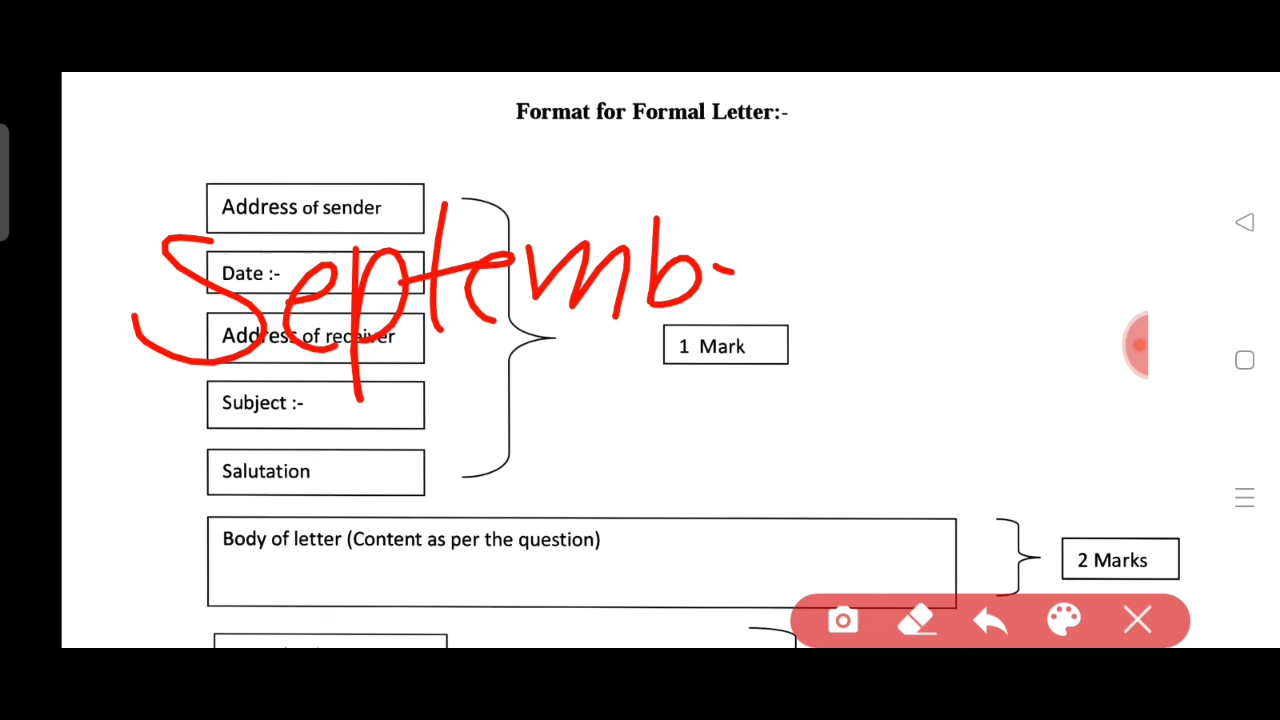 Format for Formal Letter:-
Address of sender
Date :-
Septemb
Address of receiver
1 Mark
Subject :-
Salutation
Body of letter (Content as per the question)
2 Marks